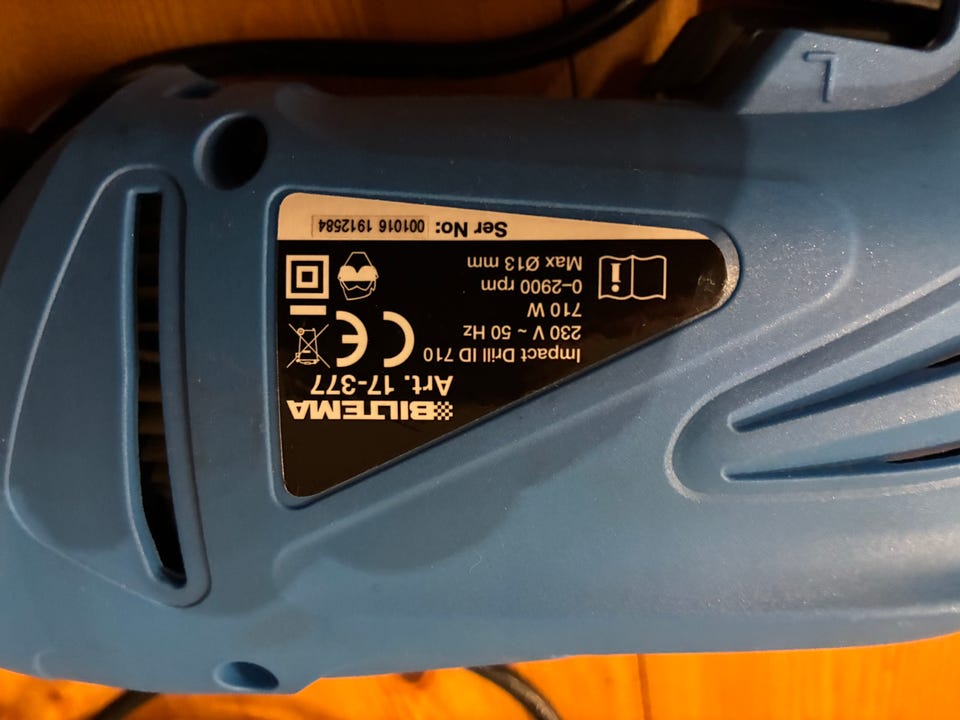 BILTEMA
Art. 17-377
Impact Drill ID 710
230 V ~ 50 Hz
710 W
0–2900 rpm
Max Ø13 mm
CE
Ser No: 001016 1912584
L